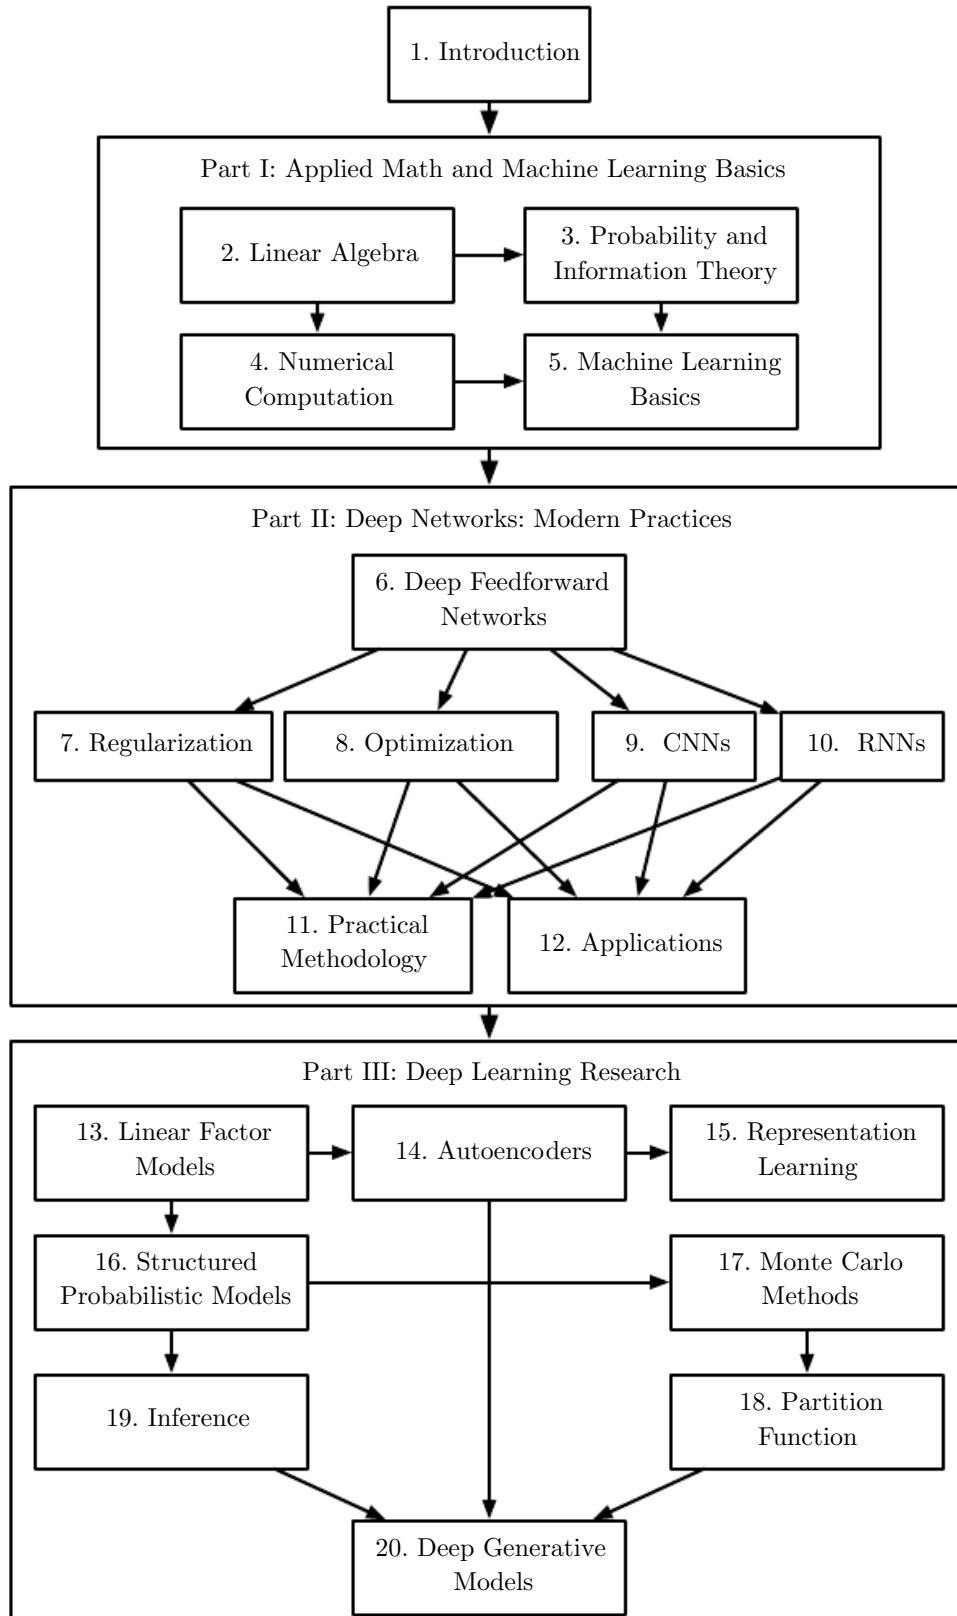 1. Introduction
Part I: Applied Math and Machine Learning Basics
2. Linear Algebra
3. Probability and
Information Theory
4. Numerical
Computation
5. Machine Learning
Basics
Part II: Deep Networks: Modern Practices
6. Deep Feedforward
Networks
7. Regularization
8. Optimization
9. CNNs
10. RNNs
11. Practical
Methodology
12. Applications
Part III: Deep Learning Research
13. Linear Factor
Models
14. Autoencoders
15. Representation
Learning
16. Structured
Probabilistic Models
17. Monte Carlo
Methods
19. Inference
18. Partition
Function
20. Deep Generative
Models